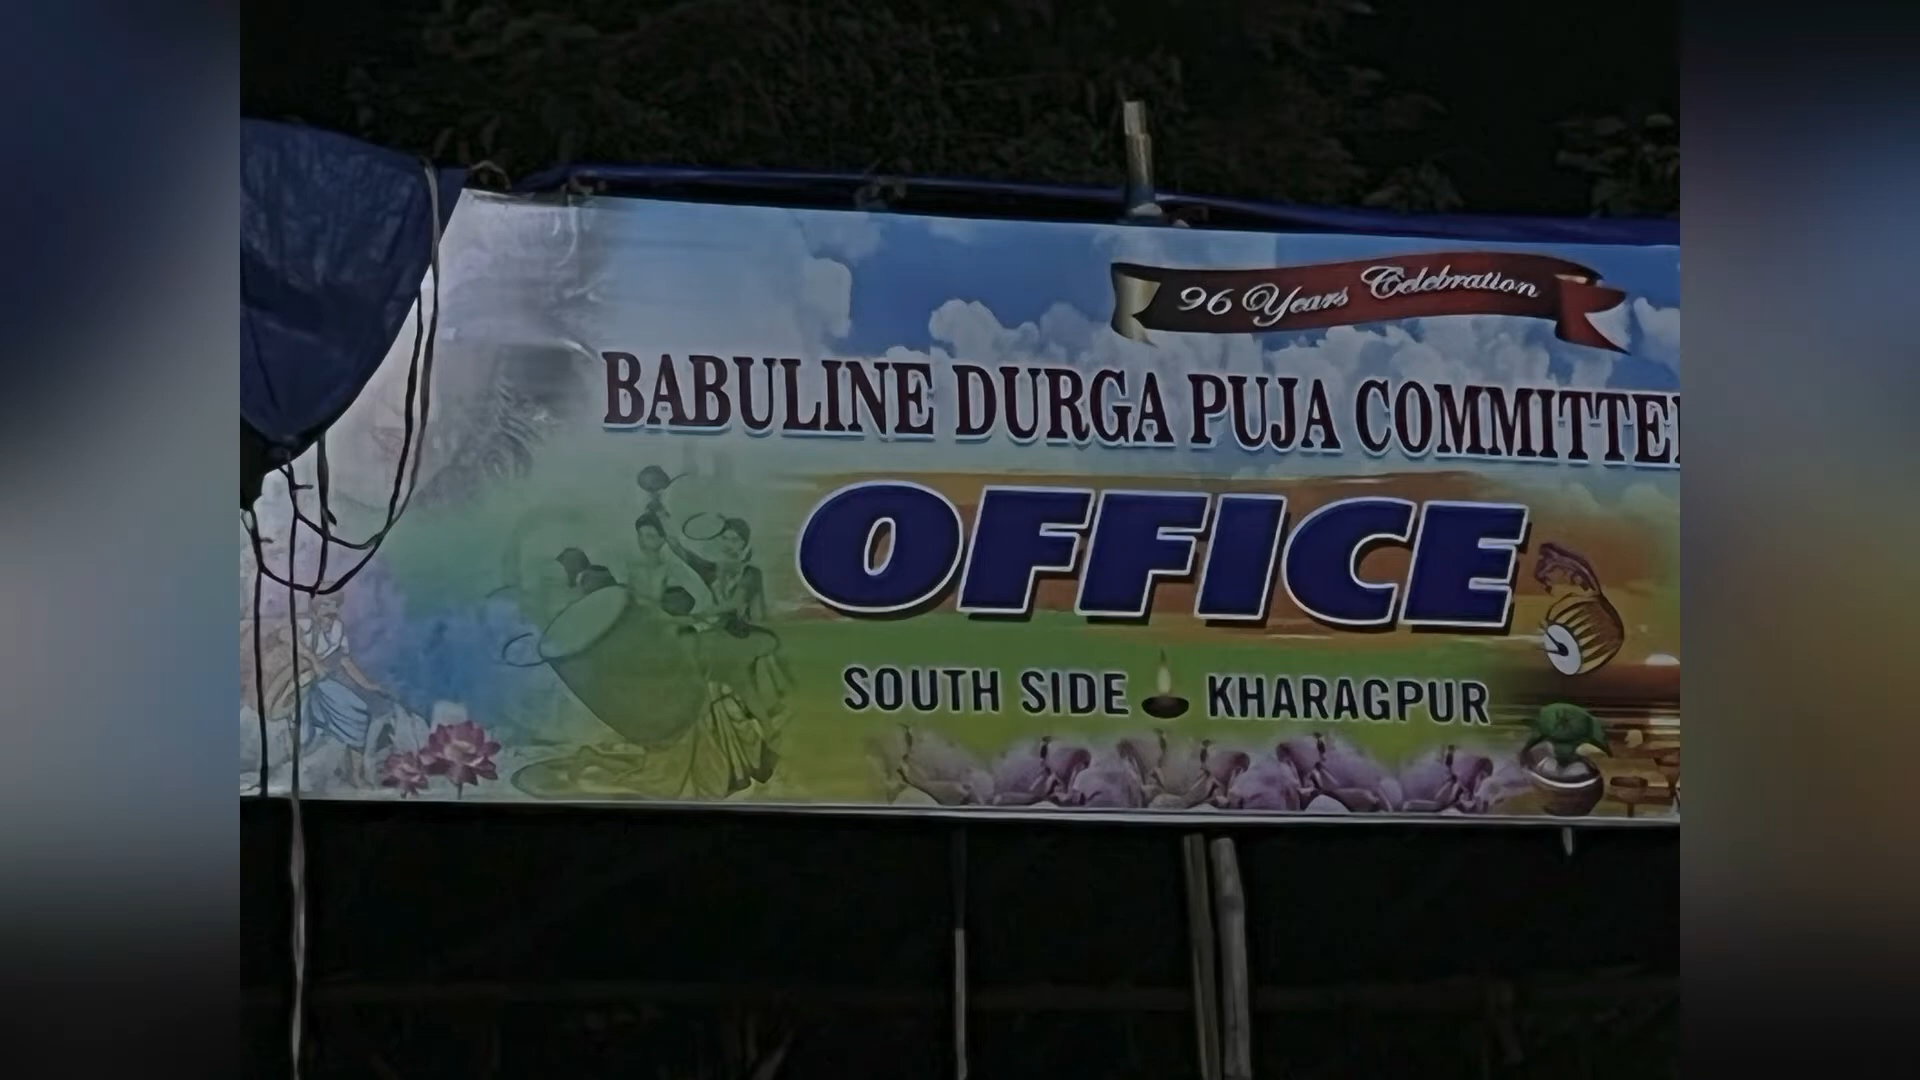 96 Years Celebration
BABULINE DURGA PUJA COMMITTEE
OFFICE
SOUTH SIDE KHARAGPUR